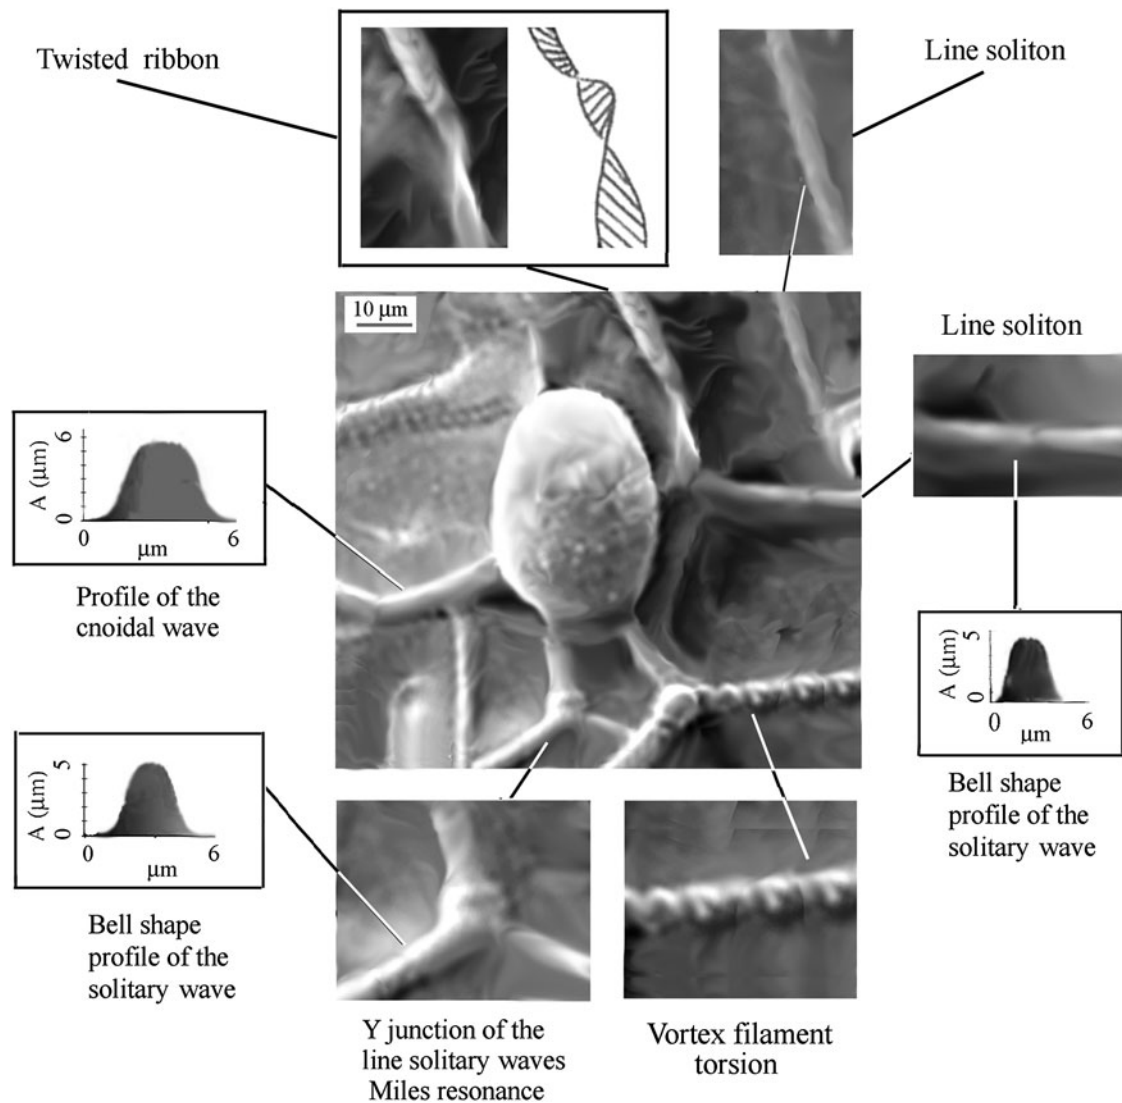 Twisted ribbon
Line soliton
10 µm
Line soliton
A (µm)
6
0
0
6
µm
Profile of the
cnoidal wave
A (µm)
5
0
0
6
µm
Bell shape
profile of the
solitary wave
A (µm)
5
0
0
6
µm
Bell shape
profile of the
solitary wave
Y junction of the
line solitary waves
Miles resonance
Vortex filament
torsion